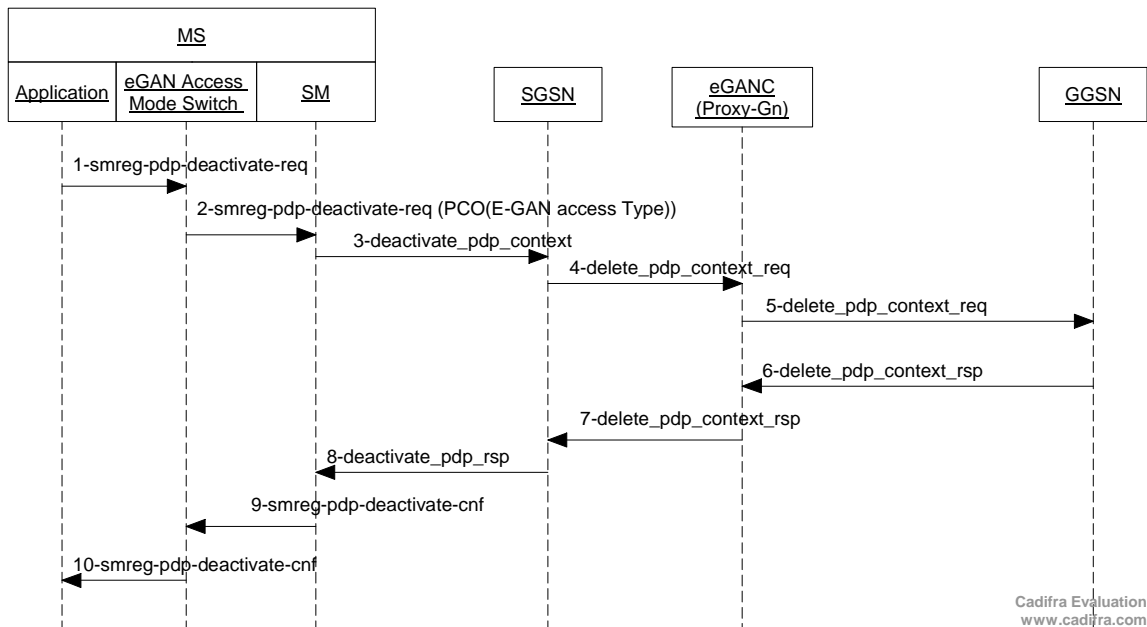 MS
Application
eGAN Access
Mode Switch
SM
SGSN
eGANC
(Proxy-Gn)
GGSN
1-smreg-pdp-deactivate-req
2-smreg-pdp-deactivate-req (PCO(E-GAN access Type))
3-deactivate_pdp_context
4-delete_pdp_context_req
5-delete_pdp_context_req
6-delete_pdp_context_rsp
7-delete_pdp_context_rsp
8-deactivate_pdp_rsp
9-smreg-pdp-deactivate-cnf
10-smreg-pdp-deactivate-cnf
Cadifra Evaluation
www.cadifra.com